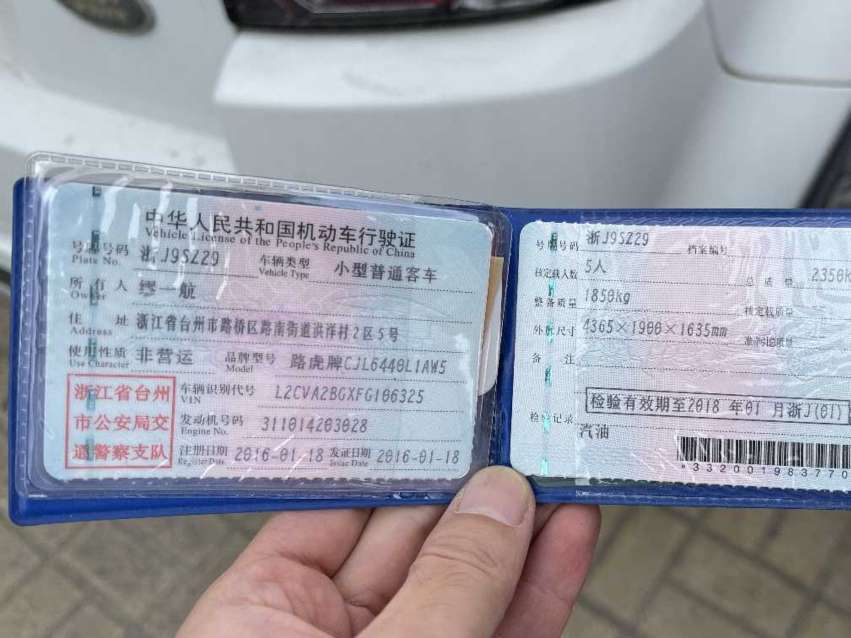 中华人民共和国机动车行驶证
Vehicle License of the People's Republic of China
号牌号码 浙J95Z29 车辆类型 小型普通客车
Plate No. Vehicle Type
所有人 缪一航
Owner
住址 浙江省台州市路桥区路南街道洪洋村2区5号
Address
使用性质 非营运 品牌型号 路虎牌CJL6440L1AW5
Use Character Model
浙江省台州
市公安局交
通警察支队
车辆识别代号 L2CVA2BGXFG106325
VIN
发动机号码 311014203028
Engine No.
注册日期 2016-01-18 发证日期 2016-01-18
Register Date Issue Date
号牌号码 浙J95Z29 档案编号
核定载人数 5人 总质量 2350k
整备质量 1850kg 核定载质量
外廓尺寸 4365×1900×1635mm 准牵引总质量
备注
检验有效期至2018 年01 月浙J(01)
检验记录
汽油
*332001983770